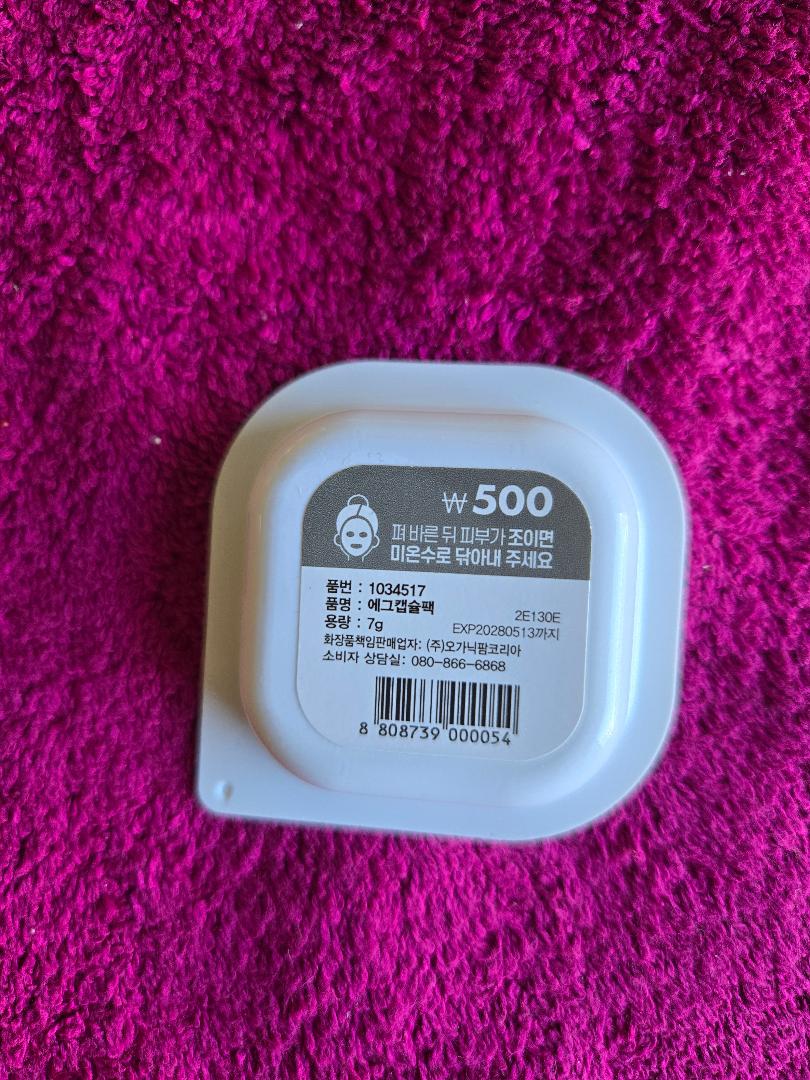 ₩500
펴 바른 뒤 피부가 조이면
미온수로 닦아내 주세요
품번 : 1034517
품명 : 에그캡슐팩
용량 : 7g
2E130E
EXP20280513까지
화장품책임판매업자: (주)오가닉팜코리아
소비자 상담실: 080-866-6868
8 808739 000054